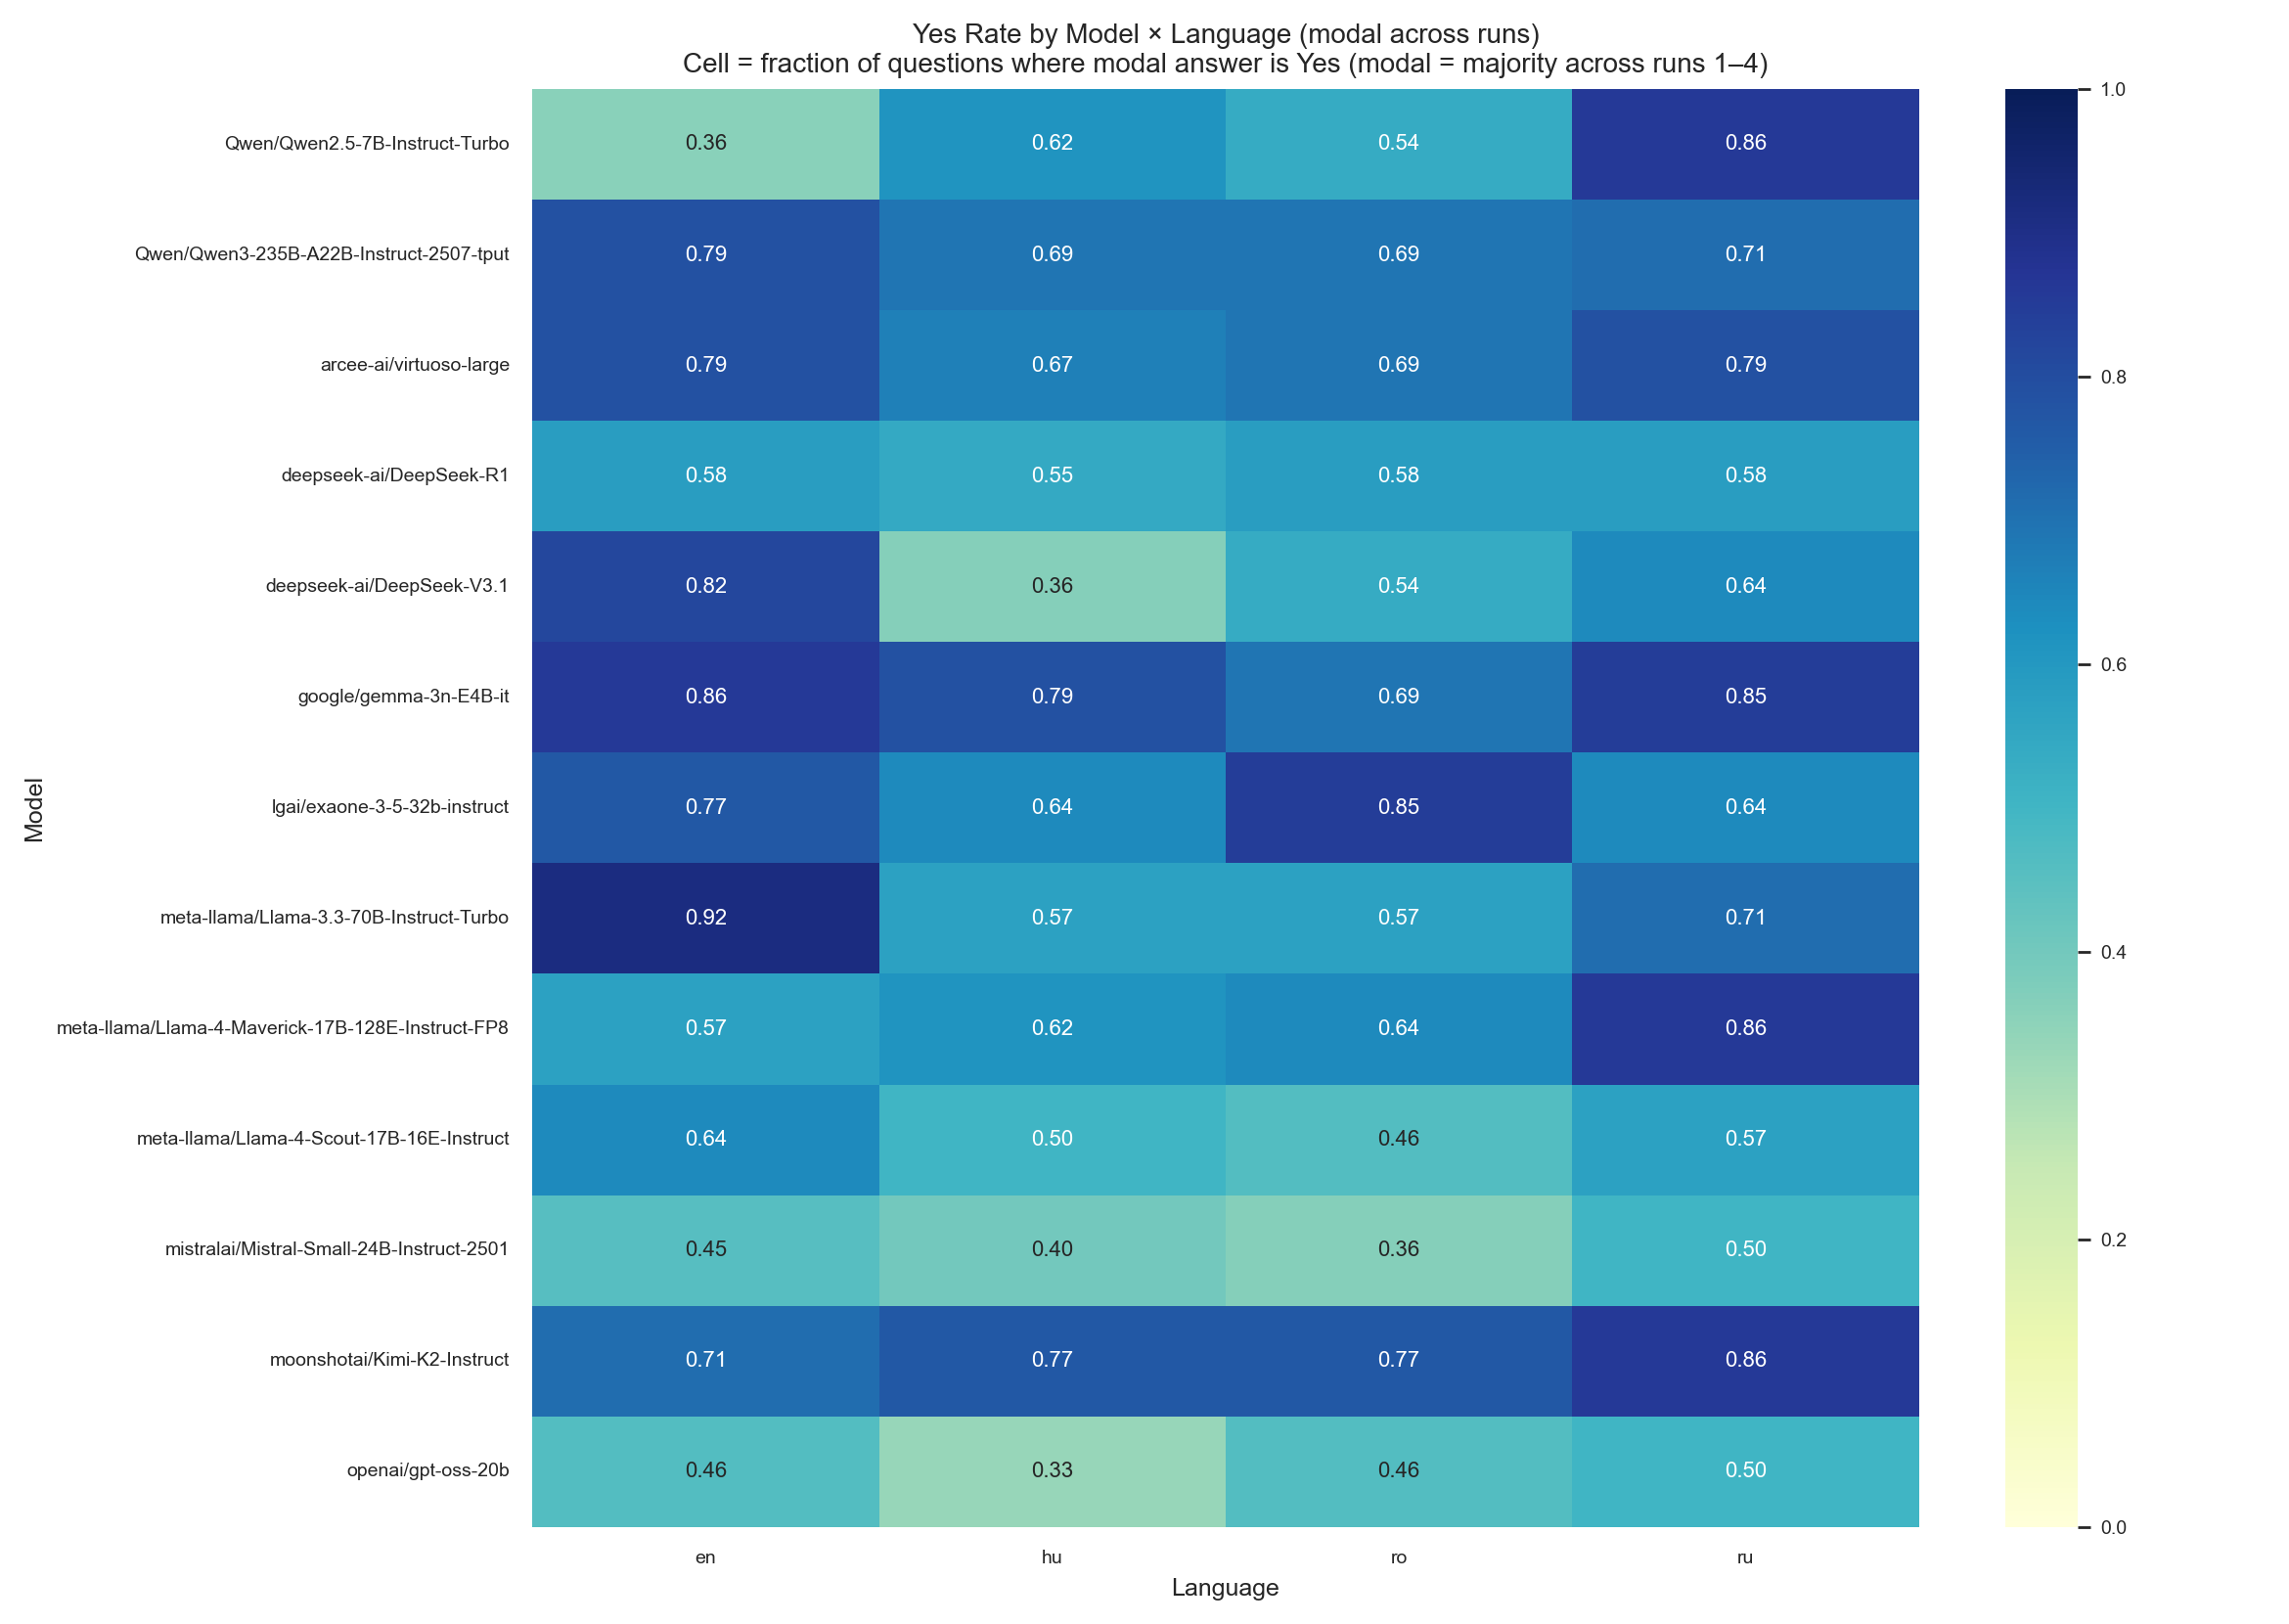 Yes Rate by Model × Language (modal across runs)
Cell = fraction of questions where modal answer is Yes (modal = majority across runs 1–4)
Model
Qwen/Qwen2.5-7B-Instruct-Turbo 0.36 0.62 0.54 0.86
Qwen/Qwen3-235B-A22B-Instruct-2507-tput 0.79 0.69 0.69 0.71
arcee-ai/virtuoso-large 0.79 0.67 0.69 0.79
deepseek-ai/DeepSeek-R1 0.58 0.55 0.58 0.58
deepseek-ai/DeepSeek-V3.1 0.82 0.36 0.54 0.64
google/gemma-3n-E4B-it 0.86 0.79 0.69 0.85
lgai/exaone-3-5-32b-instruct 0.77 0.64 0.85 0.64
meta-llama/Llama-3.3-70B-Instruct-Turbo 0.92 0.57 0.57 0.71
meta-llama/Llama-4-Maverick-17B-128E-Instruct-FP8 0.57 0.62 0.64 0.86
meta-llama/Llama-4-Scout-17B-16E-Instruct 0.64 0.50 0.46 0.57
mistralai/Mistral-Small-24B-Instruct-2501 0.45 0.40 0.36 0.50
moonshotai/Kimi-K2-Instruct 0.71 0.77 0.77 0.86
openai/gpt-oss-20b 0.46 0.33 0.46 0.50
en hu ro ru
Language
1.0
0.8
0.6
0.4
0.2
0.0